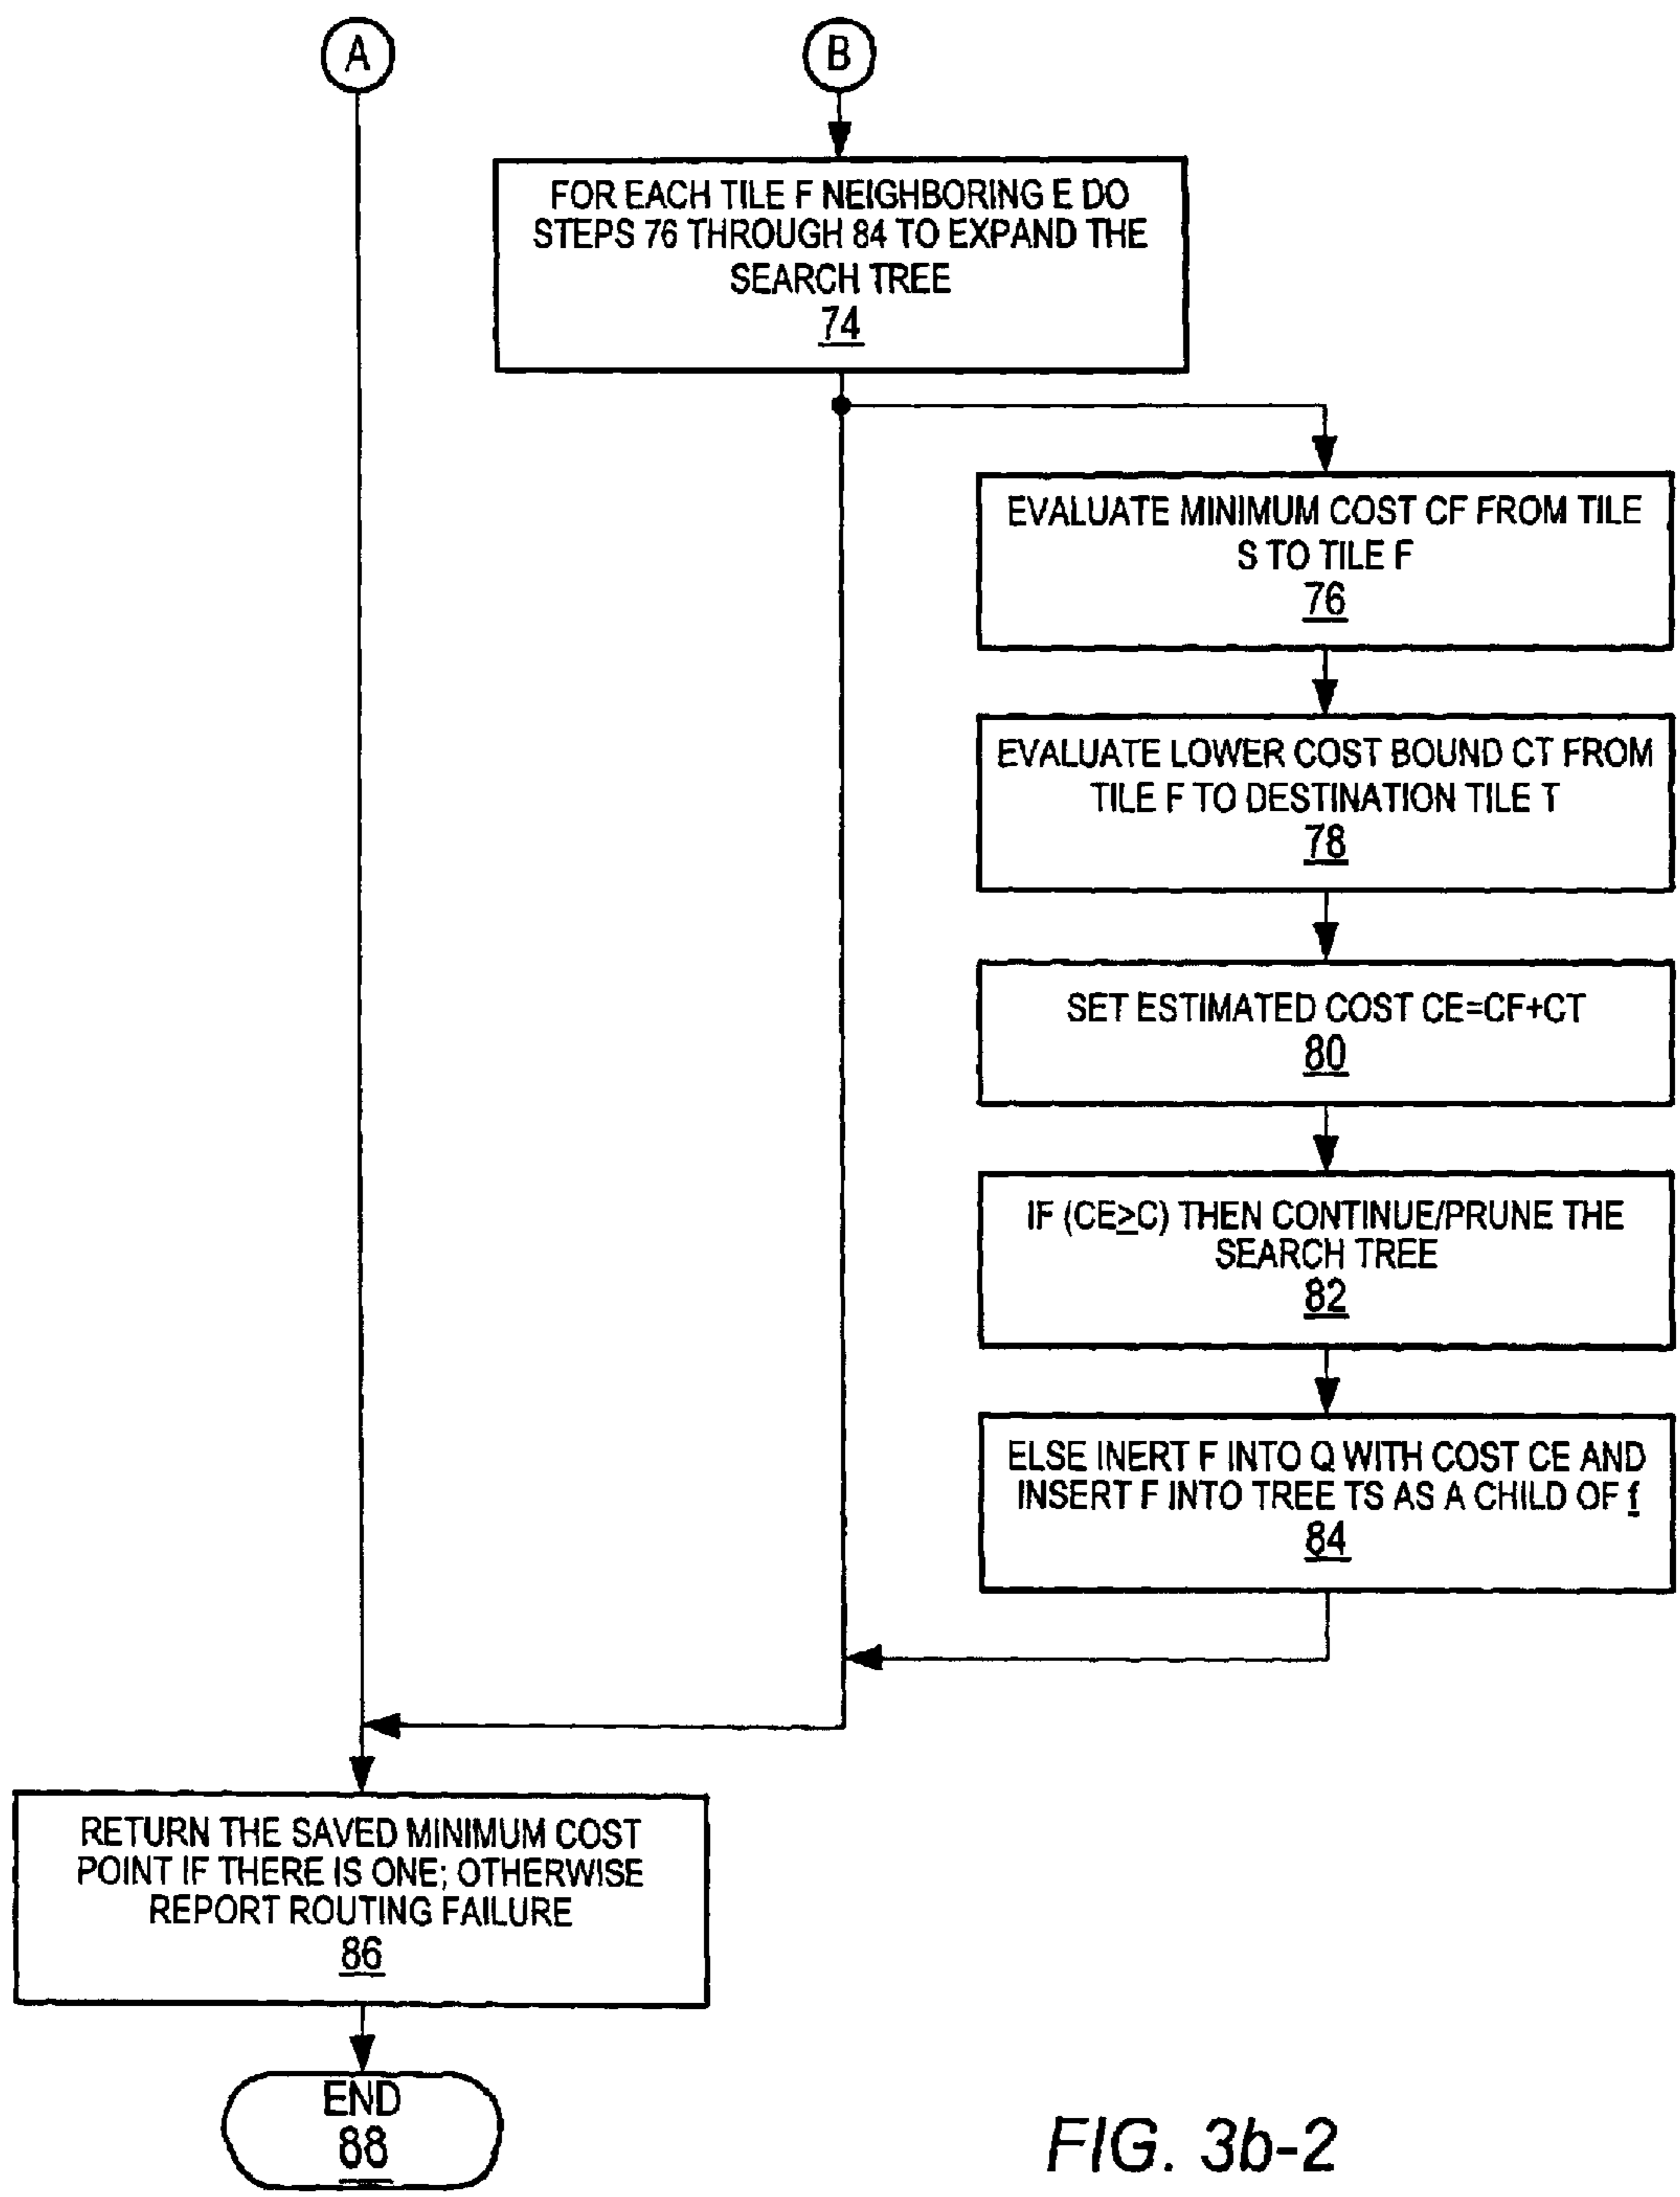 A
B
FOR EACH TILE F NEIGHBORING E DO
STEPS 76 THROUGH 84 TO EXPAND THE
SEARCH TREE
74
EVALUATE MINIMUM COST CF FROM TILE
S TO TILE F
76
EVALUATE LOWER COST BOUND CT FROM
TILE F TO DESTINATION TILE T
78
SET ESTIMATED COST CE=CF+CT
80
IF (CE≥C) THEN CONTINUE/PRUNE THE
SEARCH TREE
82
ELSE INERT F INTO Q WITH COST CE AND
INSERT F INTO TREE TS AS A CHILD OF f
84
RETURN THE SAVED MINIMUM COST
POINT IF THERE IS ONE; OTHERWISE
REPORT ROUTING FAILURE
86
END
88
FIG. 3b-2